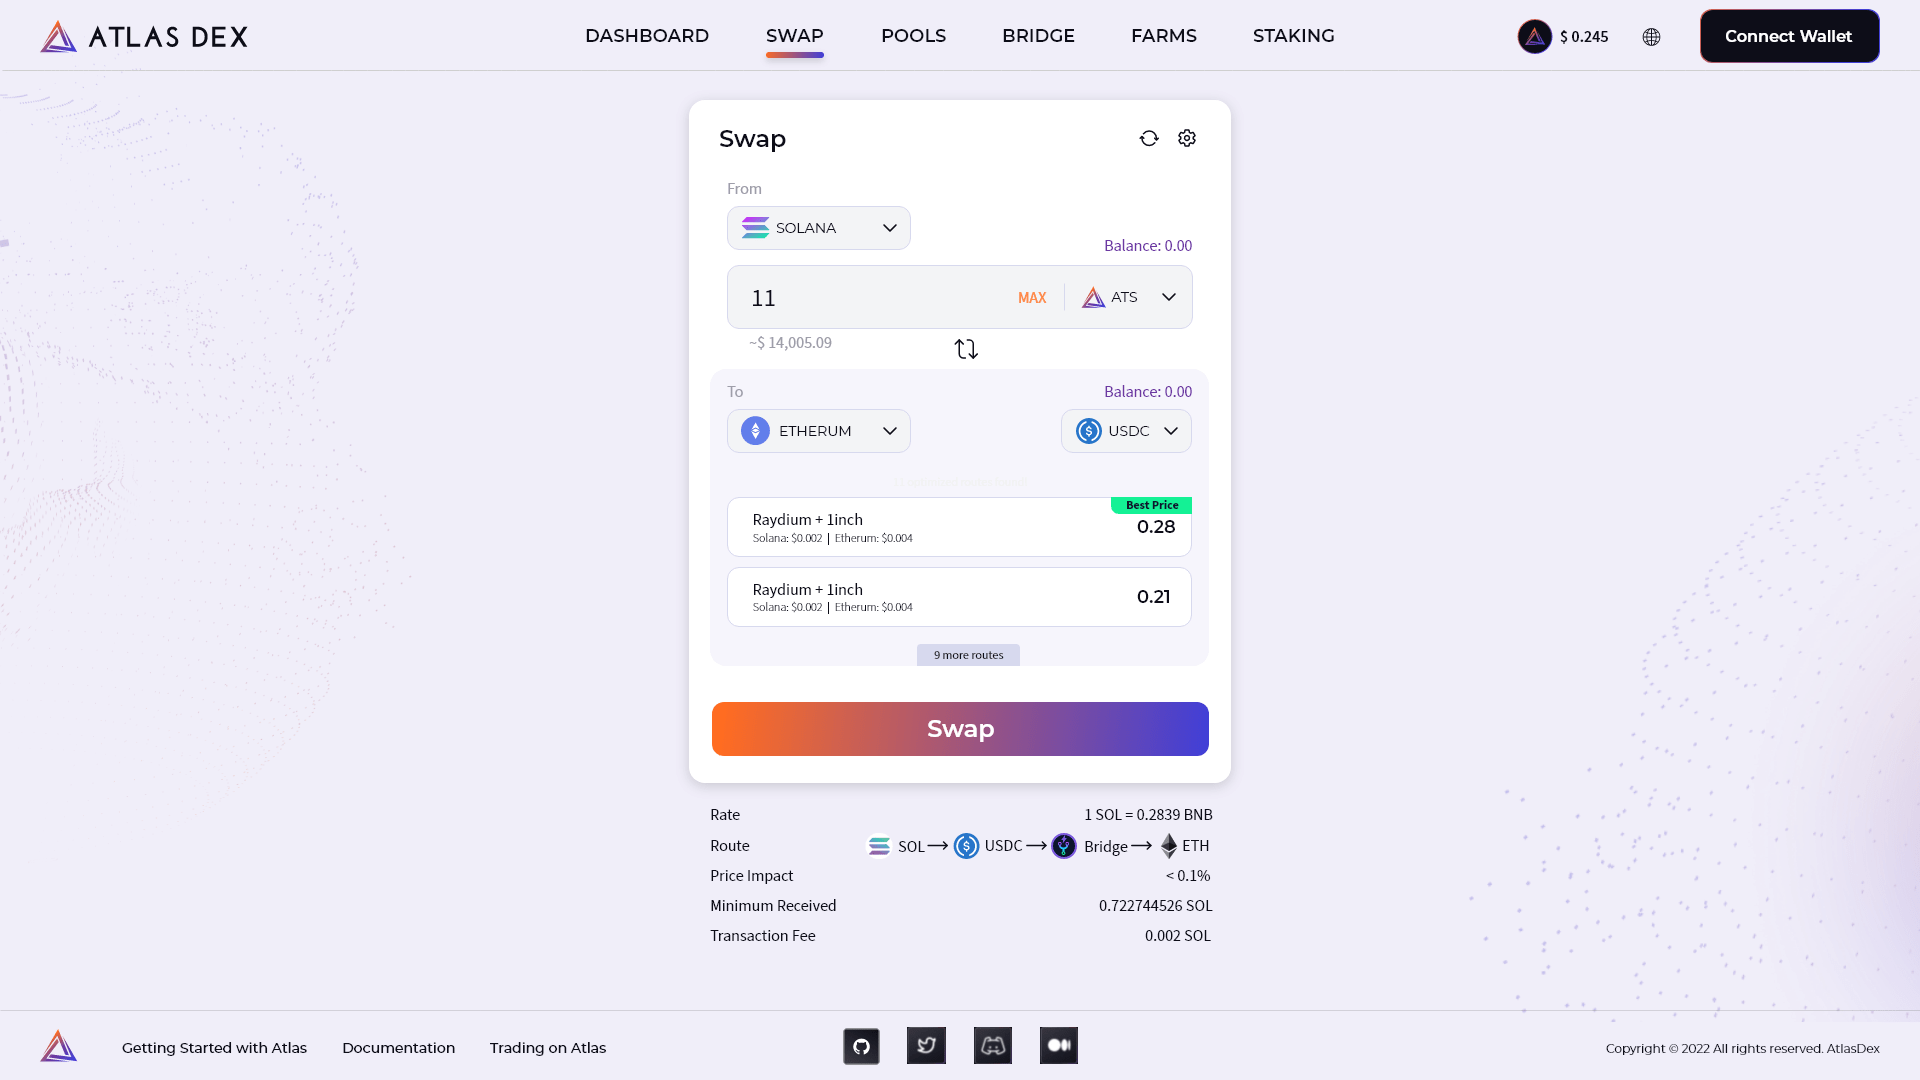 ATLAS DEX
DASHBOARD SWAP POOLS BRIDGE FARMS STAKING
$ 0.245
Connect Wallet
Swap
From
SOLANA
Balance: 0.00
11 MAX ATS
~$ 14,005.09
To Balance: 0.00
ETHERUM USDC
Best Price
Raydium + 1inch 0.28
Solana: $0.002 | Etherum: $0.004
Raydium + 1inch 0.21
Solana: $0.002 | Etherum: $0.004
9 more routes
Swap
Rate 1 SOL = 0.2839 BNB
Route SOL USDC Bridge ETH
Price Impact < 0.1%
Minimum Received 0.722744526 SOL
Transaction Fee 0.002 SOL
Getting Started with Atlas Documentation Trading on Atlas
Copyright © 2022 All rights reserved. AtlasDex